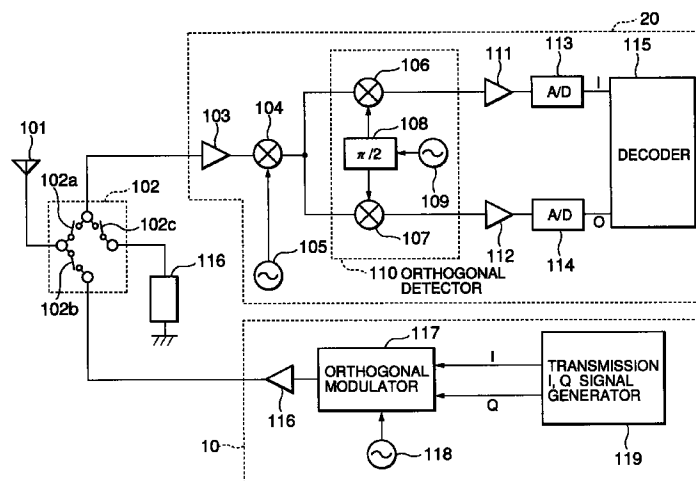 20
101
102a
102
102c
102b
103
104
105
106
π/2
108
109
107
110 ORTHOGONAL
DETECTOR
111
112
113
A/D
I
A/D
O
114
115
DECODER
116
10
116
117
ORTHOGONAL
MODULATOR
118
I
Q
TRANSMISSION
I, Q SIGNAL
GENERATOR
119